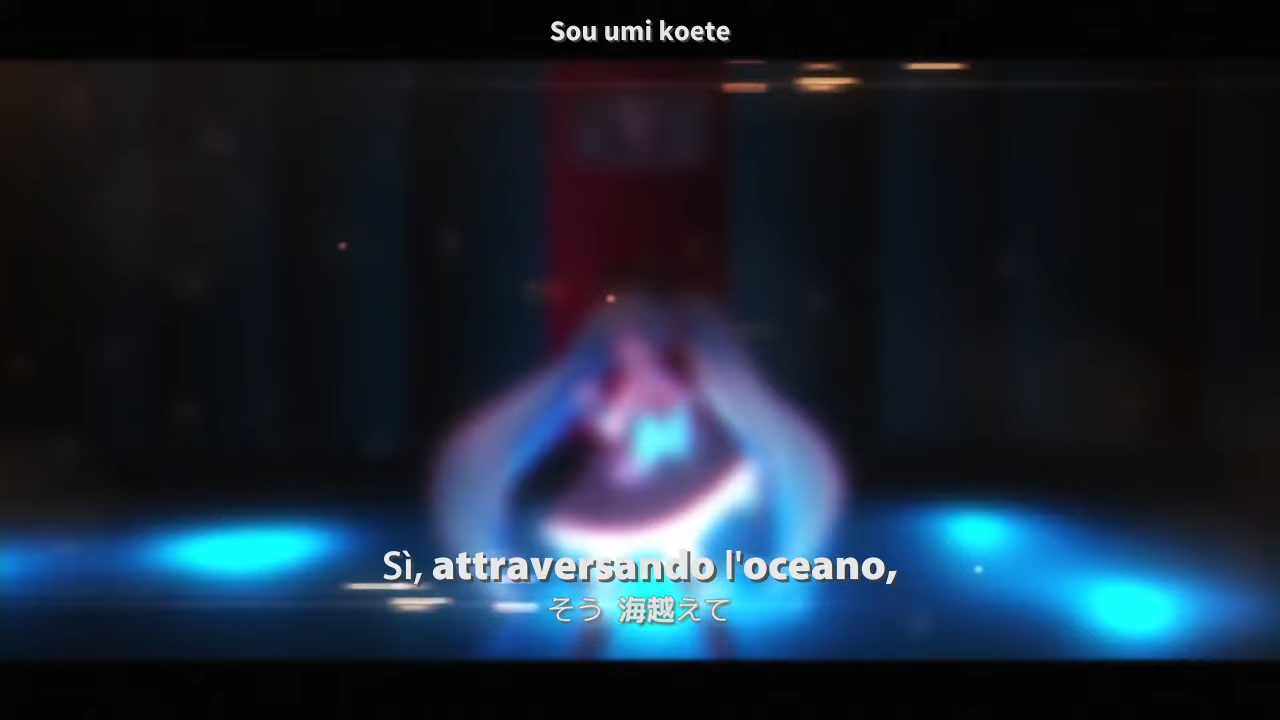 Sou umi koete
Sì, attraversando l'oceano,
そう 海越えて